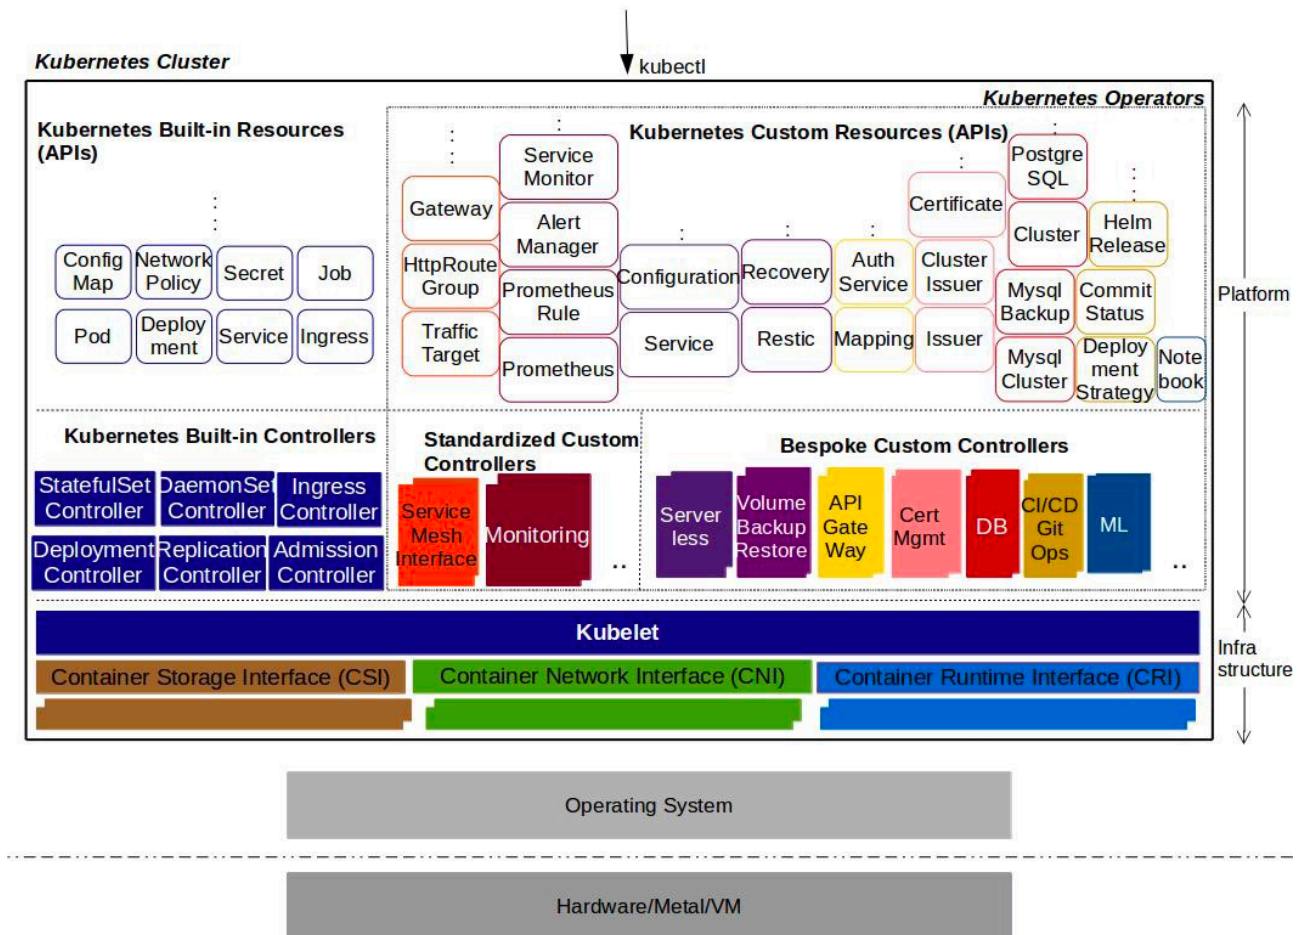 kubectl
Kubernetes Cluster
Kubernetes Operators
Kubernetes Built-in Resources
(APIs)
Kubernetes Custom Resources (APIs)
:
:
Config
Map
Network
Policy
Secret
Job
Pod
Deploy
ment
Service
Ingress
:
:
Gateway
HttpRoute
Group
Traffic
Target
:
Service
Monitor
Alert
Manager
Prometheus
Rule
Prometheus
:
Configuration
Service
:
Recovery
Restic
:
Auth
Service
Mapping
:
Certificate
Cluster
Issuer
Issuer
:
Postgre
SQL
Cluster
Mysql
Backup
Mysql
Cluster
:
:
Helm
Release
Commit
Status
Deploy
ment
Strategy
Note
book
Platform
Kubernetes Built-in Controllers
StatefulSet
Controller
DaemonSet
Controller
Ingress
Controller
Deployment
Controller
Replication
Controller
Admission
Controller
Standardized Custom
Controllers
Service
Mesh
Interface
Monitoring
..
Bespoke Custom Controllers
Server
less
Volume
Backup
Restore
API
Gate
Way
Cert
Mgmt
DB
CI/CD
Git
Ops
ML
..
Kubelet
Container Storage Interface (CSI)
Container Network Interface (CNI)
Container Runtime Interface (CRI)
Infra
structure
Operating System
Hardware/Metal/VM